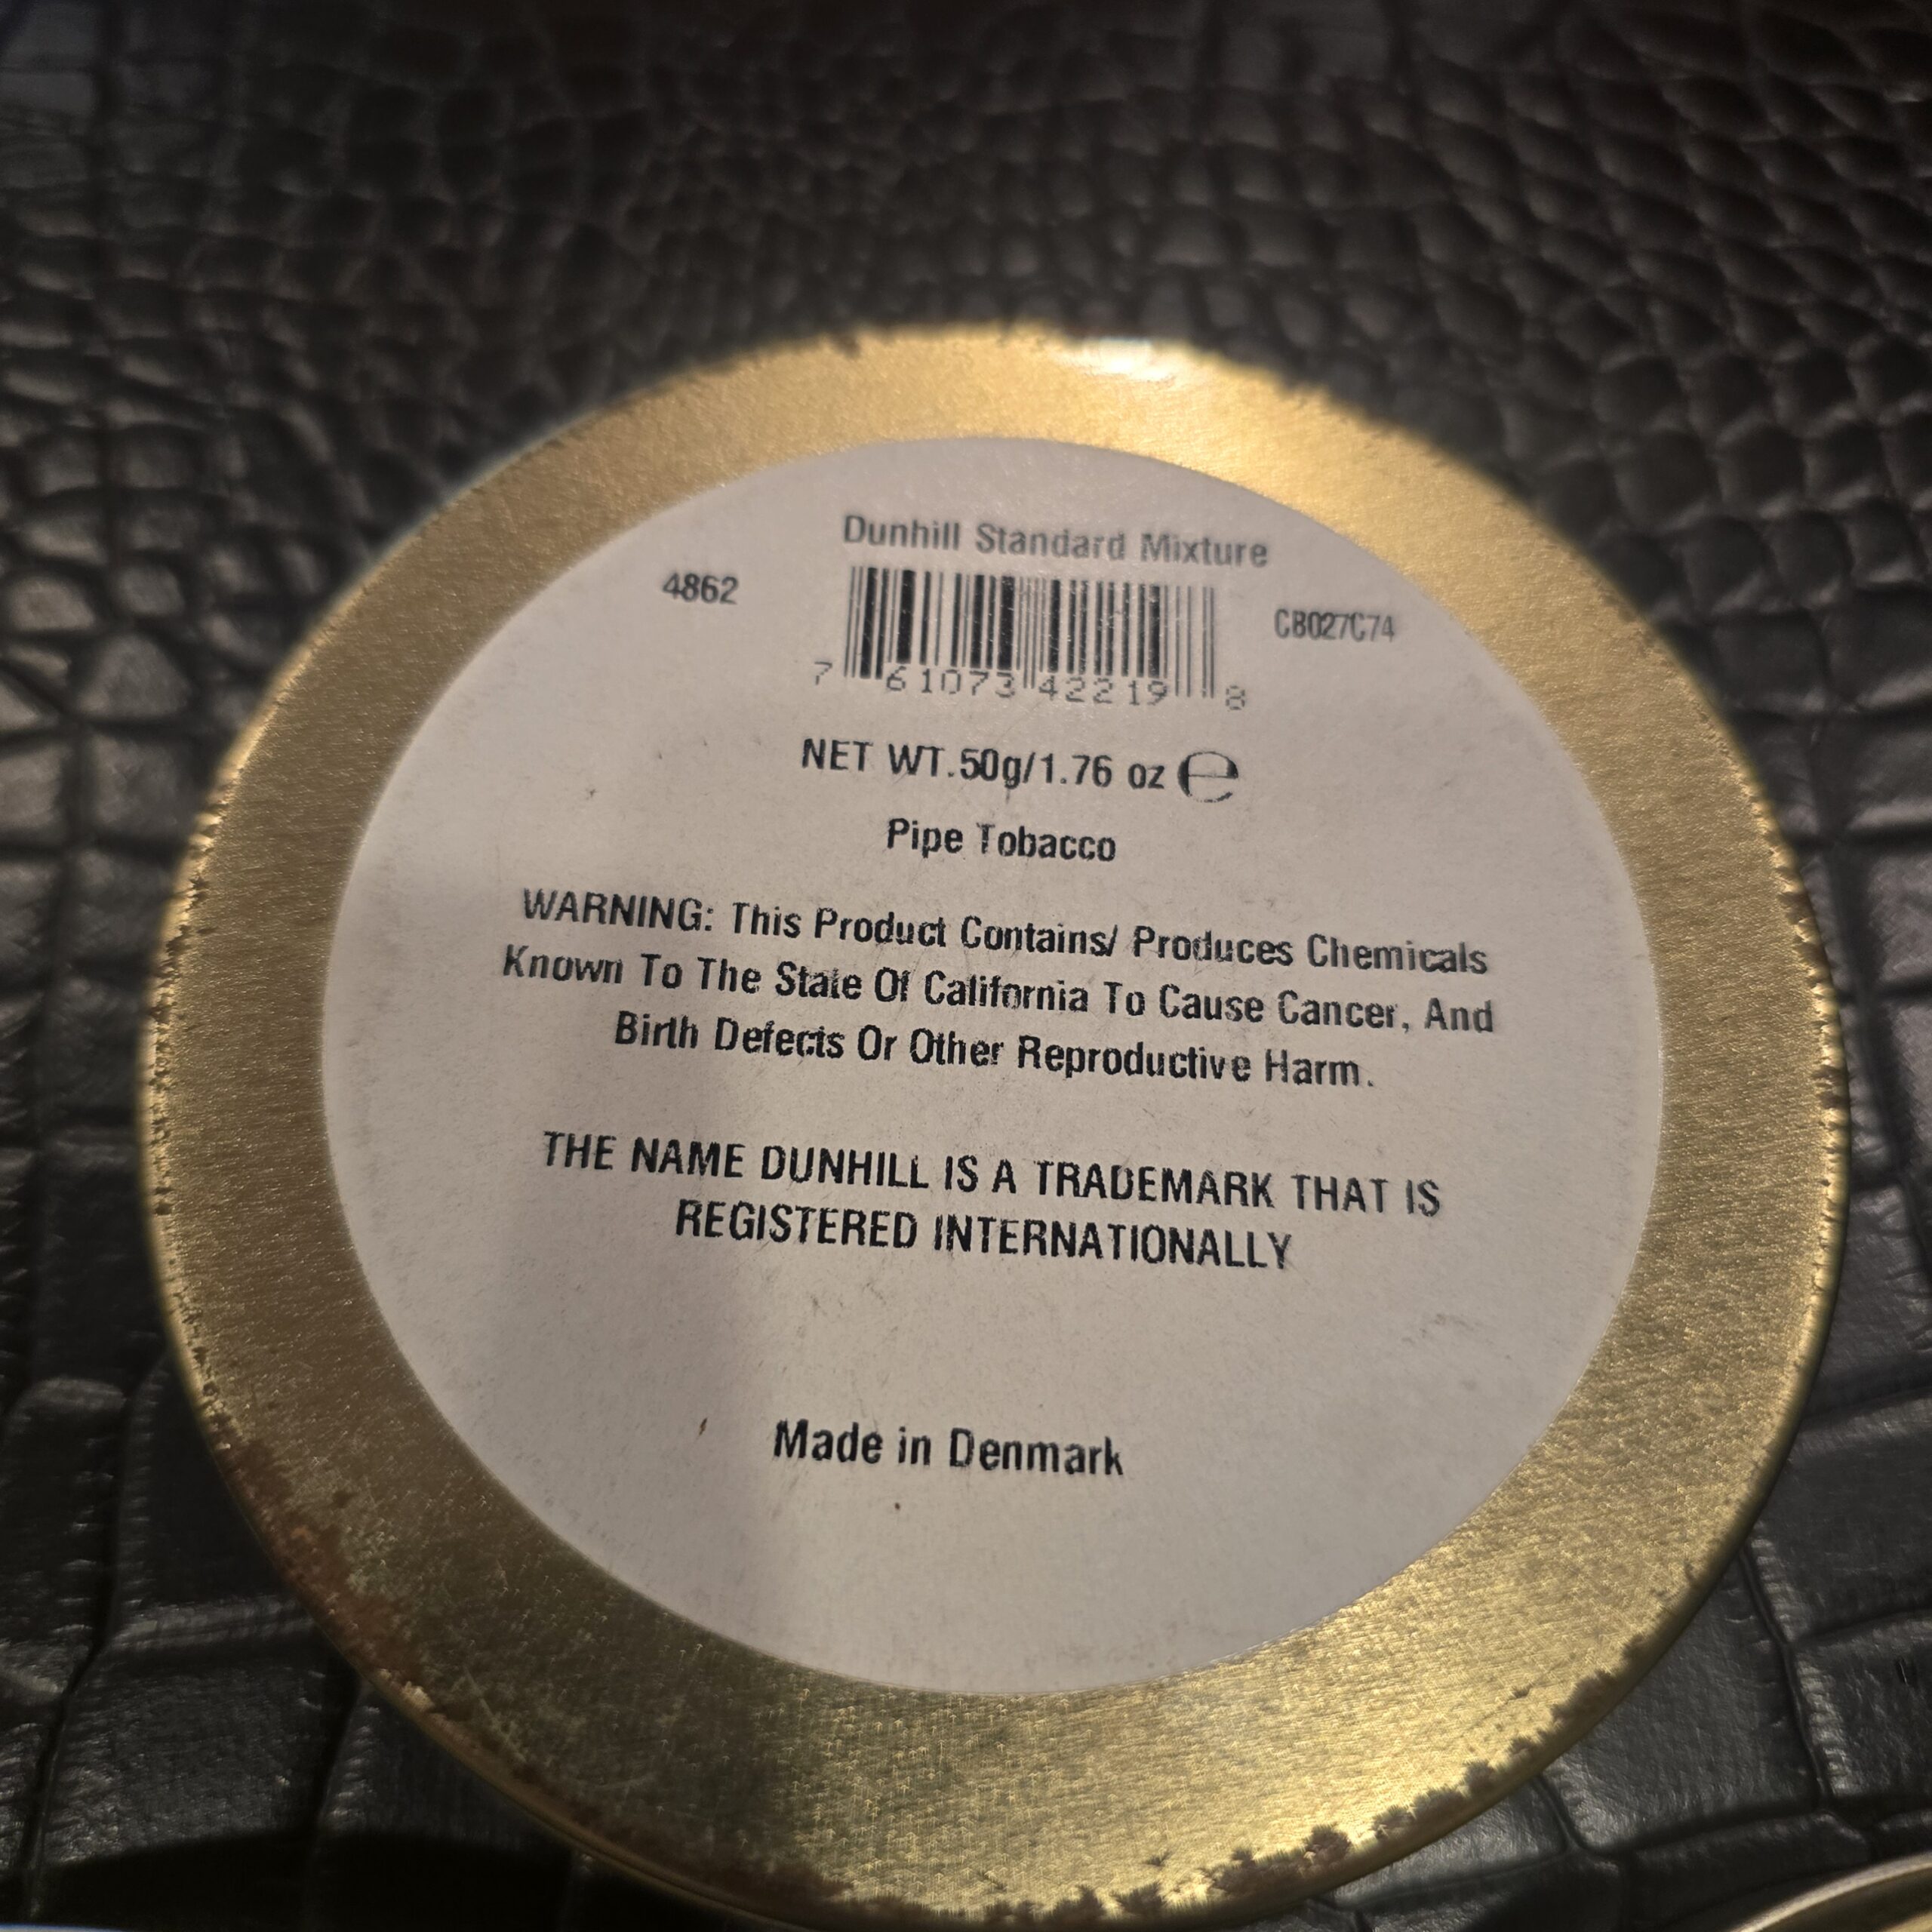 Dunhill Standard Mixture
4862
CB027C74
7 61073 42219 8
NET WT.50g/1.76 oz ℮
Pipe Tobacco
WARNING: This Product Contains/ Produces Chemicals
Known To The State Of California To Cause Cancer, And
Birth Defects Or Other Reproductive Harm.
THE NAME DUNHILL IS A TRADEMARK THAT IS
REGISTERED INTERNATIONALLY
Made in Denmark